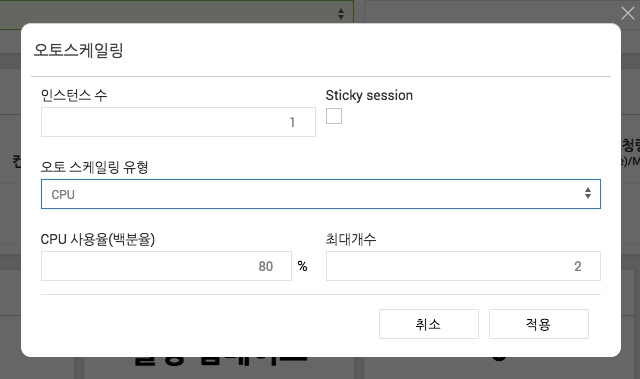 오토스케일링
인스턴스 수
Sticky session
1
오토 스케일링 유형
CPU
CPU 사용율(백분율)
최대개수
80 %
2
취소
적용